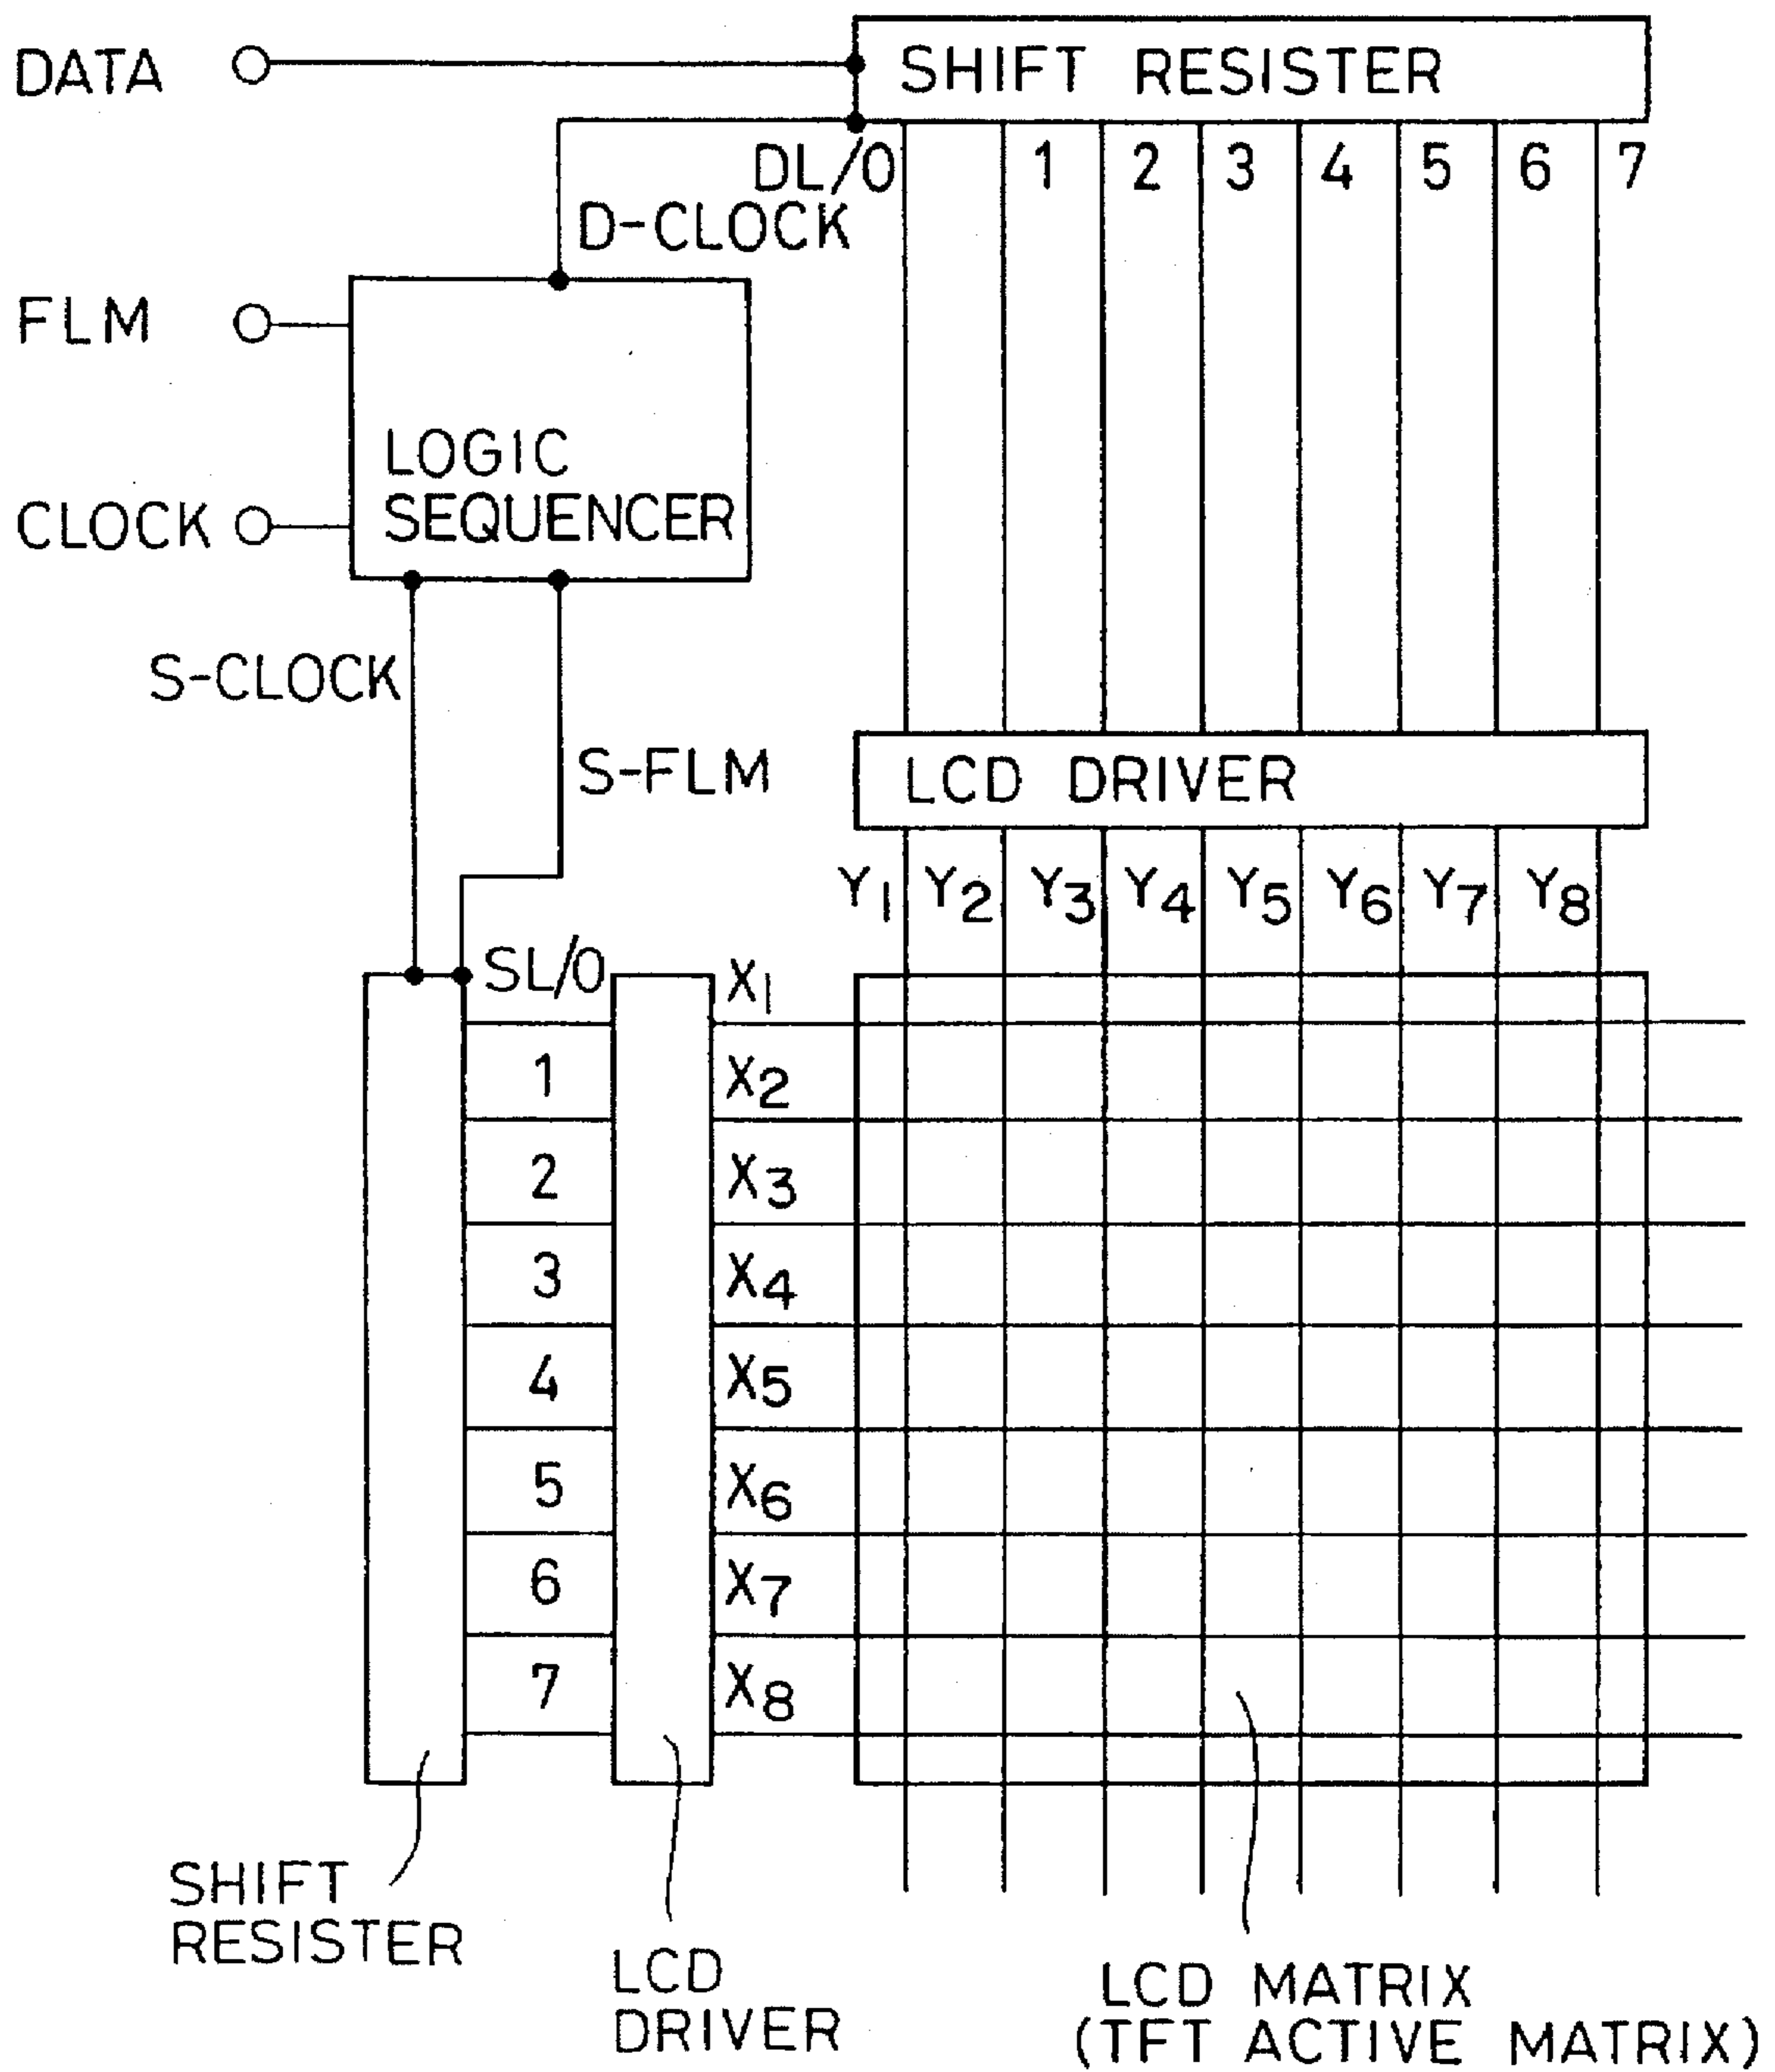 DATA
SHIFT RESISTER
DL/0 1 2 3 4 5 6 7
D-CLOCK
FLM
LOGIC
SEQUENCER
CLOCK
S-CLOCK
S-FLM
LCD DRIVER
Y1 Y2 Y3 Y4 Y5 Y6 Y7 Y8
SL/0 X1
1 X2
2 X3
3 X4
4 X5
5 X6
6 X7
7 X8
SHIFT
RESISTER
LCD
DRIVER
LCD MATRIX
(TFT ACTIVE MATRIX)